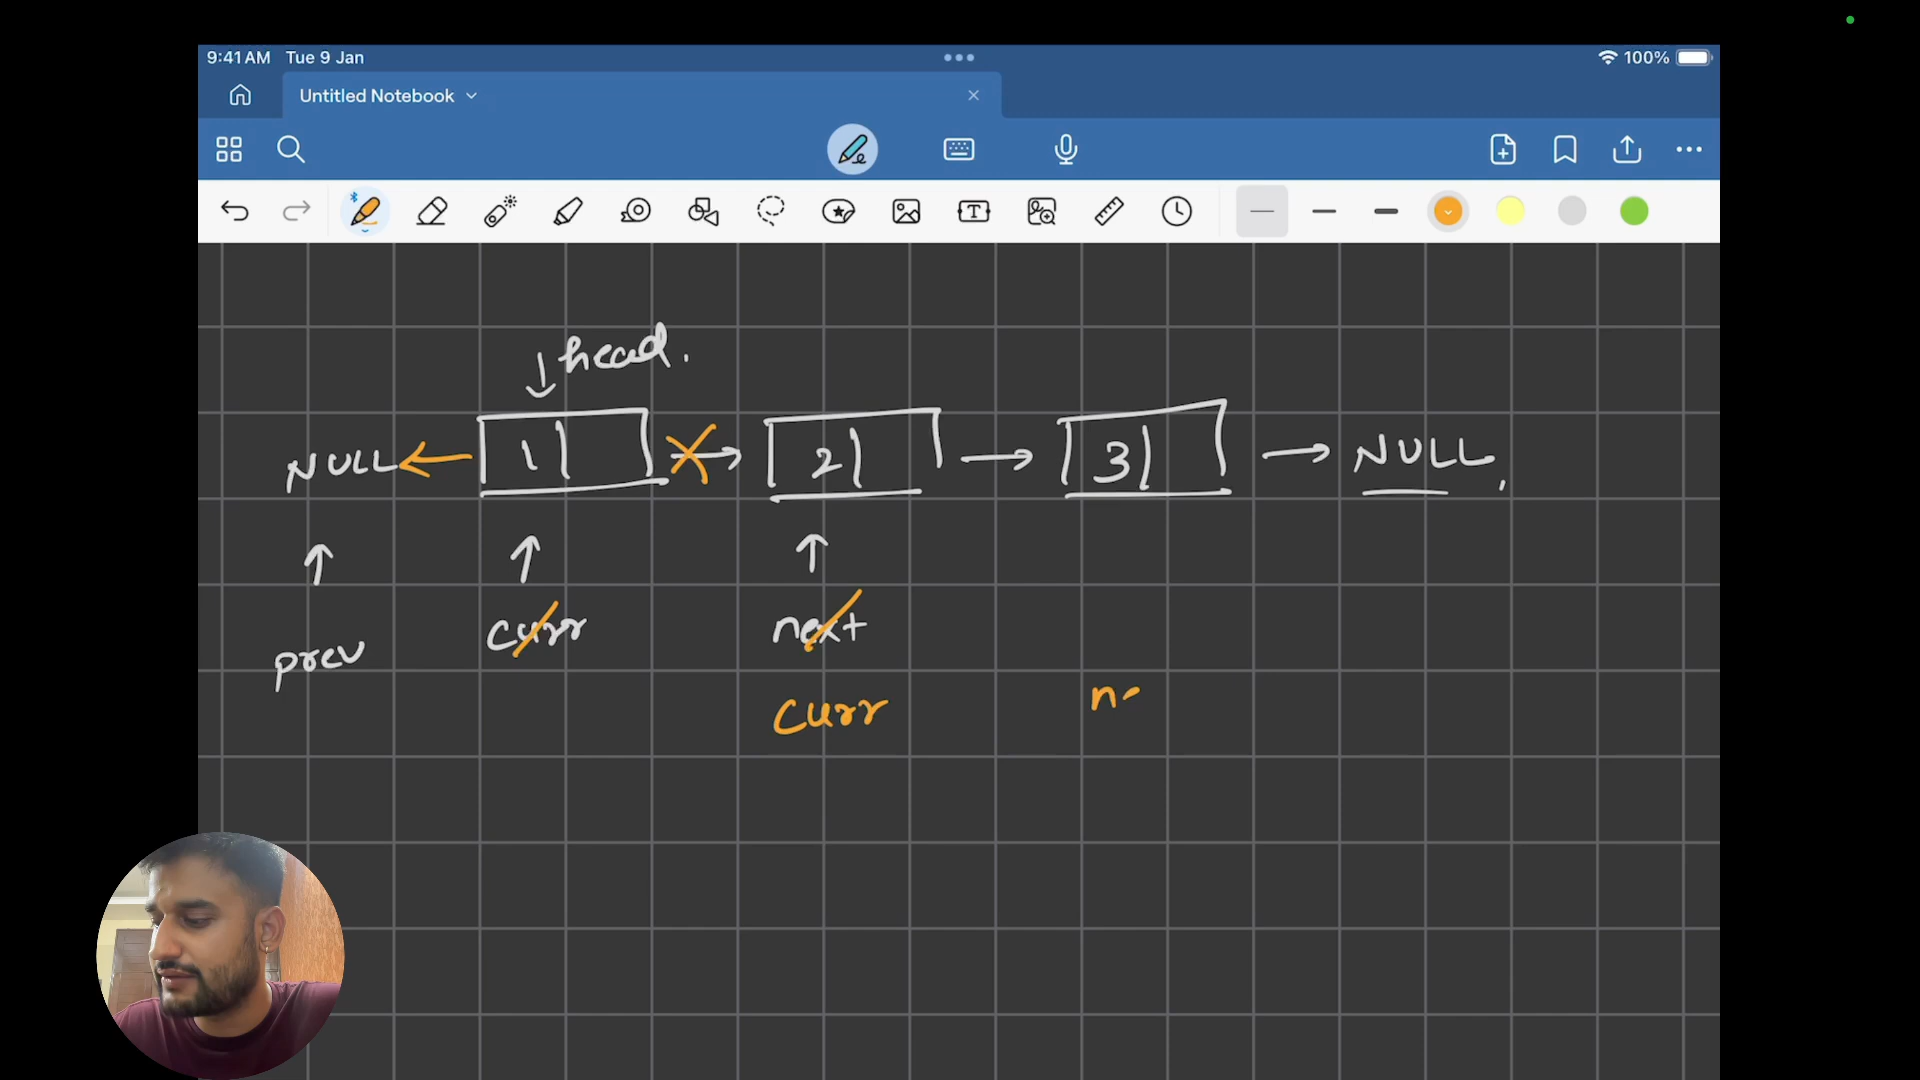 9:41 AM Tue 9 Jan
100%
Untitled Notebook
head.
NULL 1 2 3 NULL
prev curr next
curr n